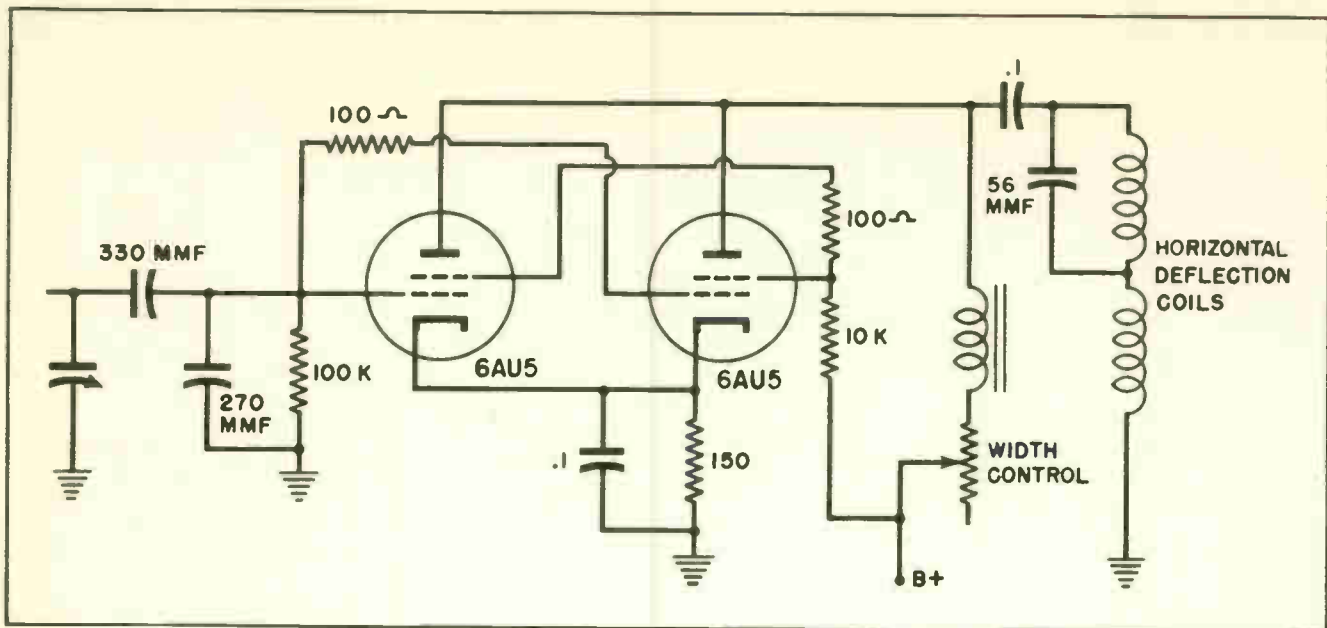 .1
100 Ω
56
MMF
100 Ω
HORIZONTAL
DEFLECTION
COILS
330 MMF
10 K
100 K
6AU5
6AU5
270
MMF
.1
150
WIDTH
CONTROL
B+